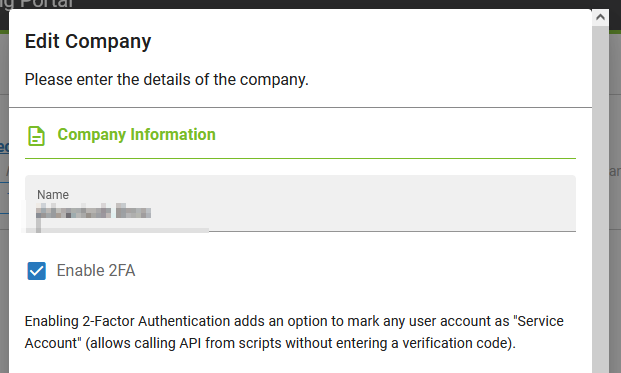 Portal
Edit Company
Please enter the details of the company.
Company Information
Name
Enable 2FA
Enabling 2-Factor Authentication adds an option to mark any user account as "Service
Account" (allows calling API from scripts without entering a verification code).